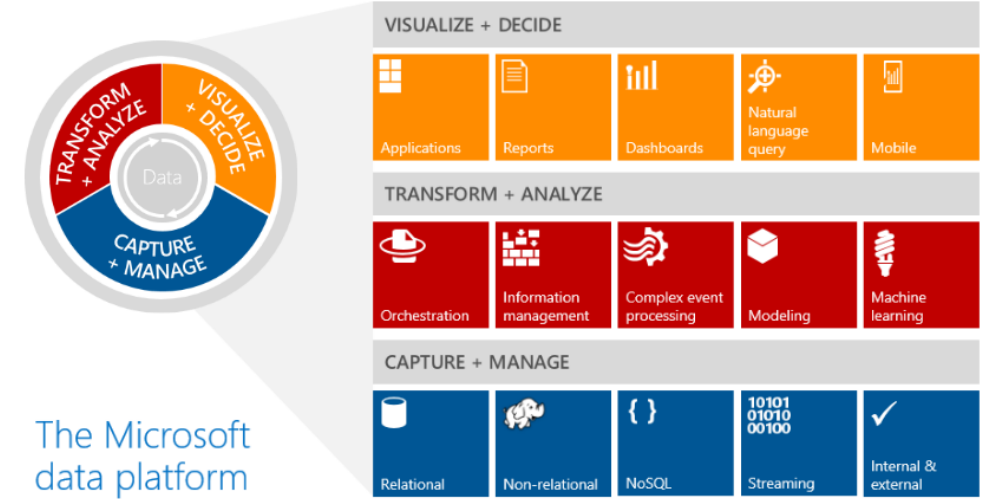 VISUALIZE + DECIDE
Applications
Reports
Dashboards
Natural
language
query
Mobile
TRANSFORM + ANALYZE
Orchestration
Information
management
Complex event
processing
Modeling
Machine
learning
CAPTURE + MANAGE
Relational
Non-relational
{ }
NoSQL
10101
01010
00100
Streaming
Internal &
external
TRANSFORM
+ ANALYZE
VISUALIZE
+ DECIDE
Data
CAPTURE
+ MANAGE
The Microsoft
data platform